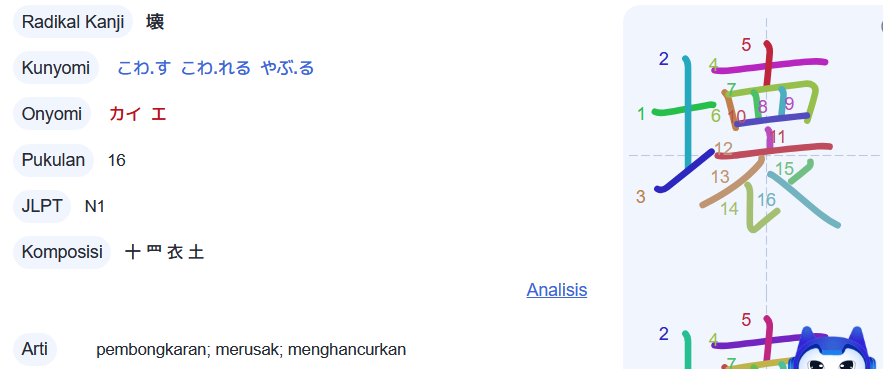 Radikal Kanji 壊
Kunyomi こわ.す こわ.れる やぶ.る
Onyomi カイ エ
Pukulan 16
JLPT N1
Komposisi 十 罒 衣 土
Analisis
Arti pembongkaran; merusak; menghancurkan
5
2
4
7
1
6
10
8
9
11
12
3
13
15
14
16
5
2
4
7